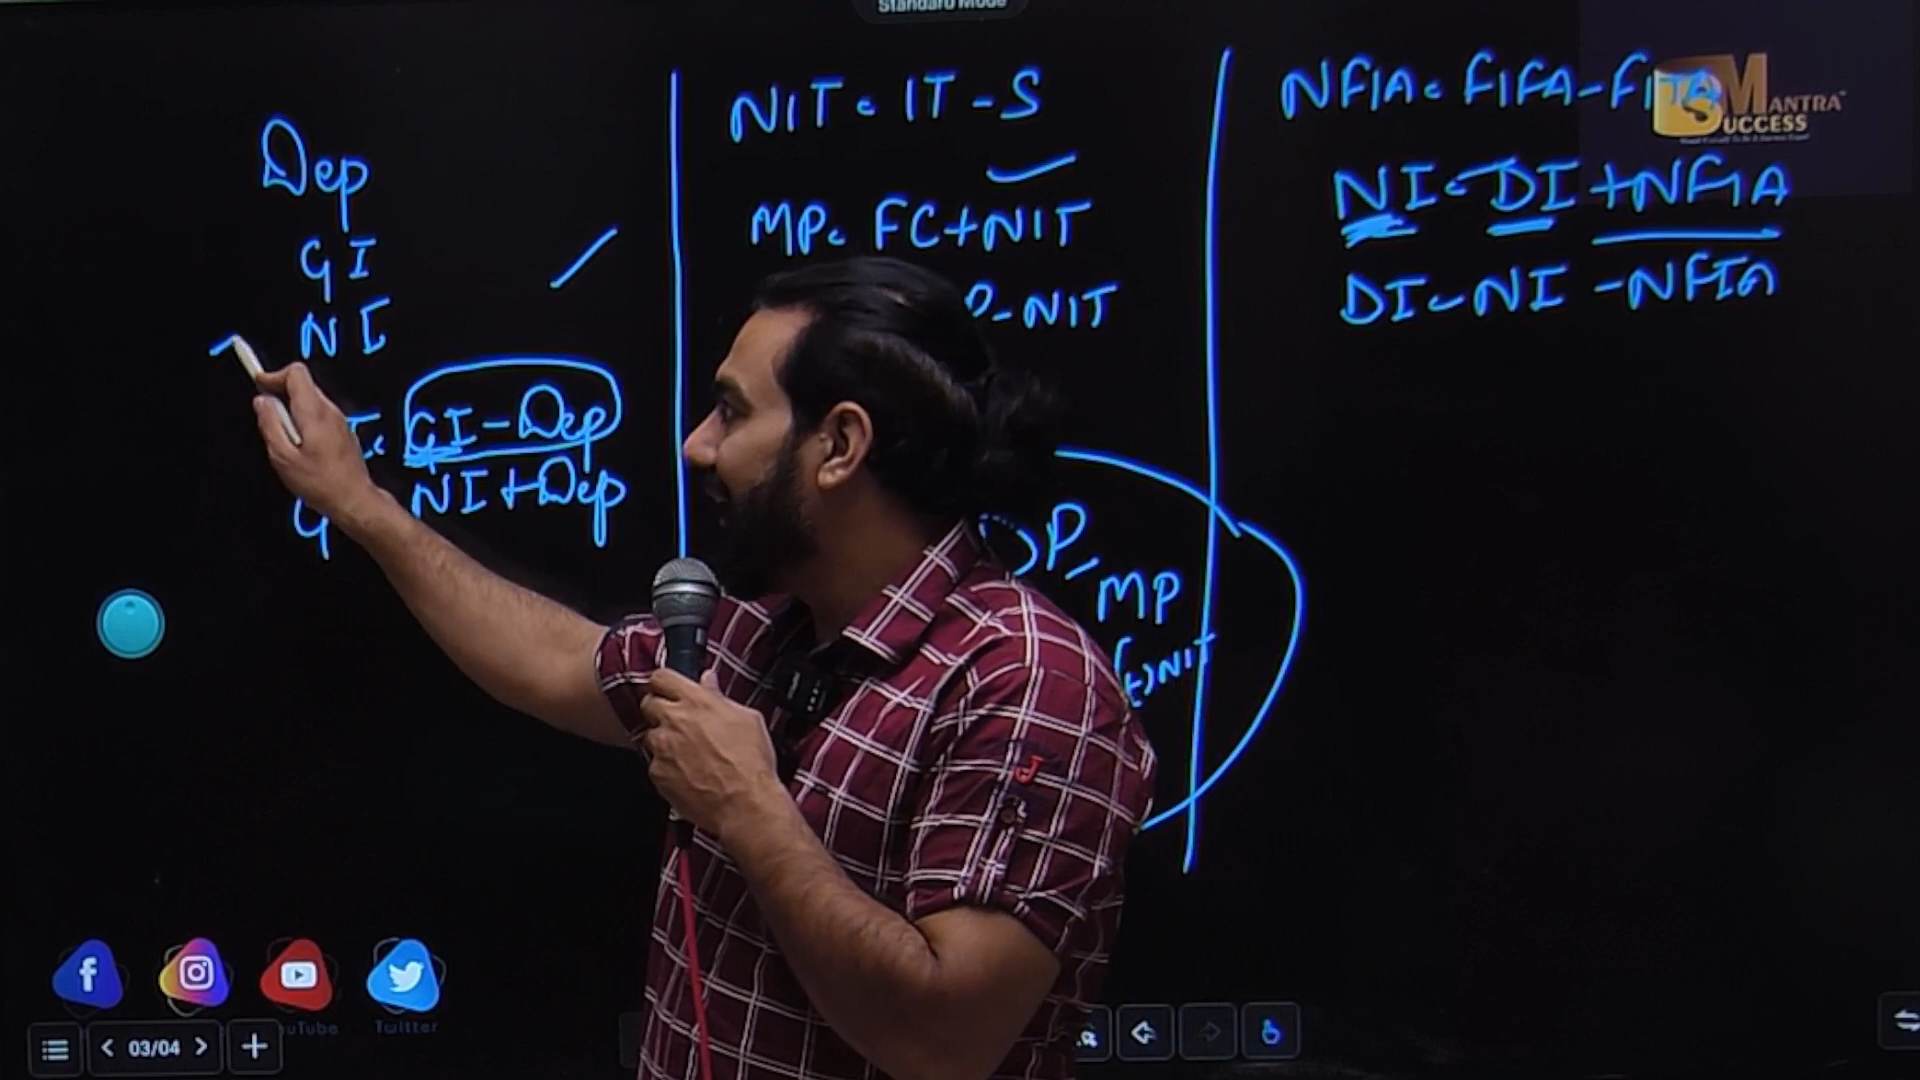 Standard Mode
Dep
GI
NI
GI-Dep
NI+Dep
G
NIT = IT-S
MP = FC+NIT
P-NIT
P
MP
(t)NIT
NFIA = FIFA-FITA
NI = DI+NFIA
DI = NI-NFIA
MANTRA
SUCCESS
uTube
Twitter
03/04